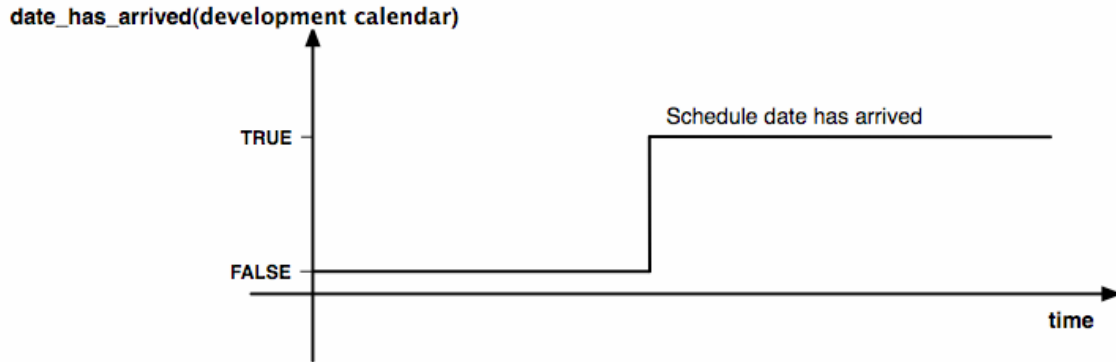 date_has_arrived(development calendar)
Schedule date has arrived
TRUE
FALSE
time